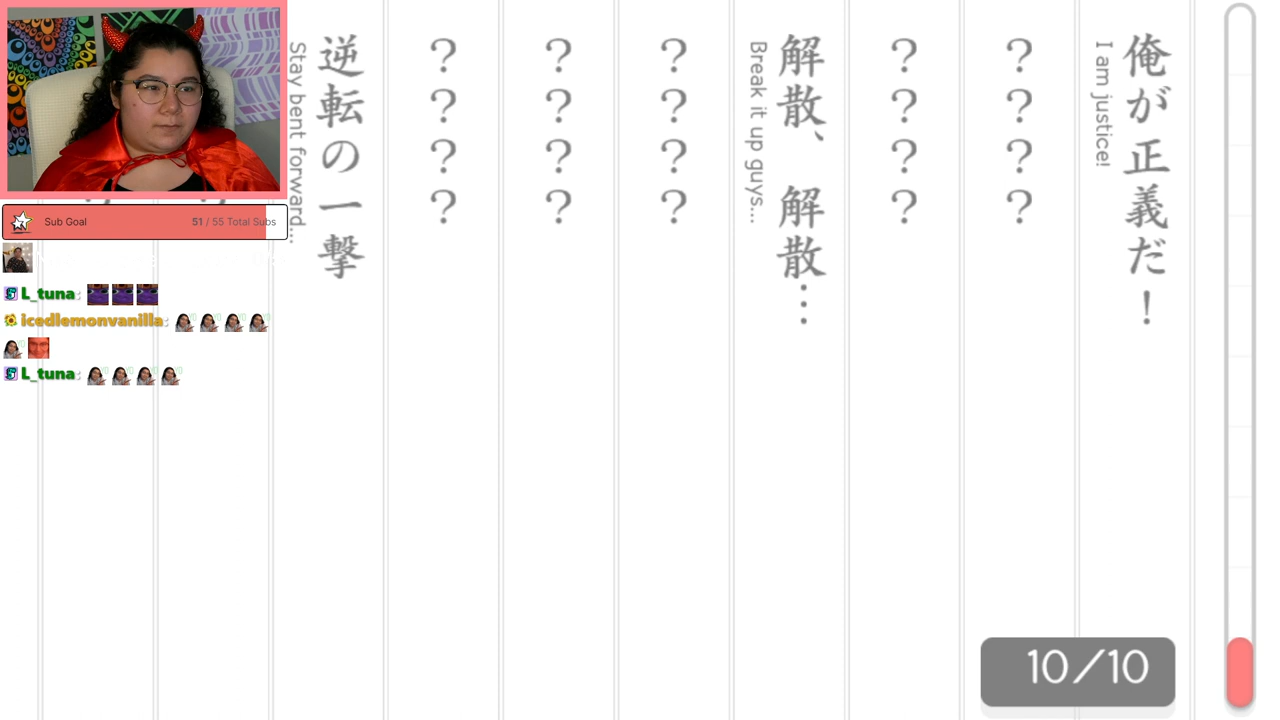 俺が正義だ！
I am justice!
？？？？
？？？？
解散、解散…
Break it up guys...
？？？？
？？？？
？？？？
逆転の一撃
Stay bent forward...
Sub Goal
51 / 55 Total Subs
L_tuna:
icedlemonvanilla:
L_tuna:
10/10